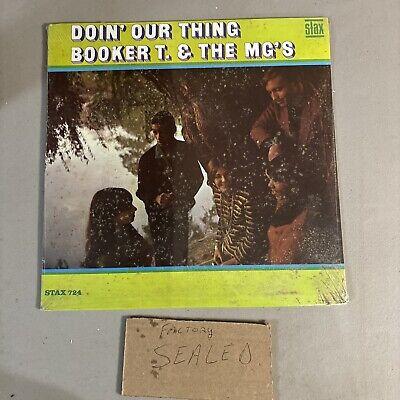 DOIN' OUR THING
BOOKER T. & THE MG'S
stax
STAX 724
FACTORY
SEALED